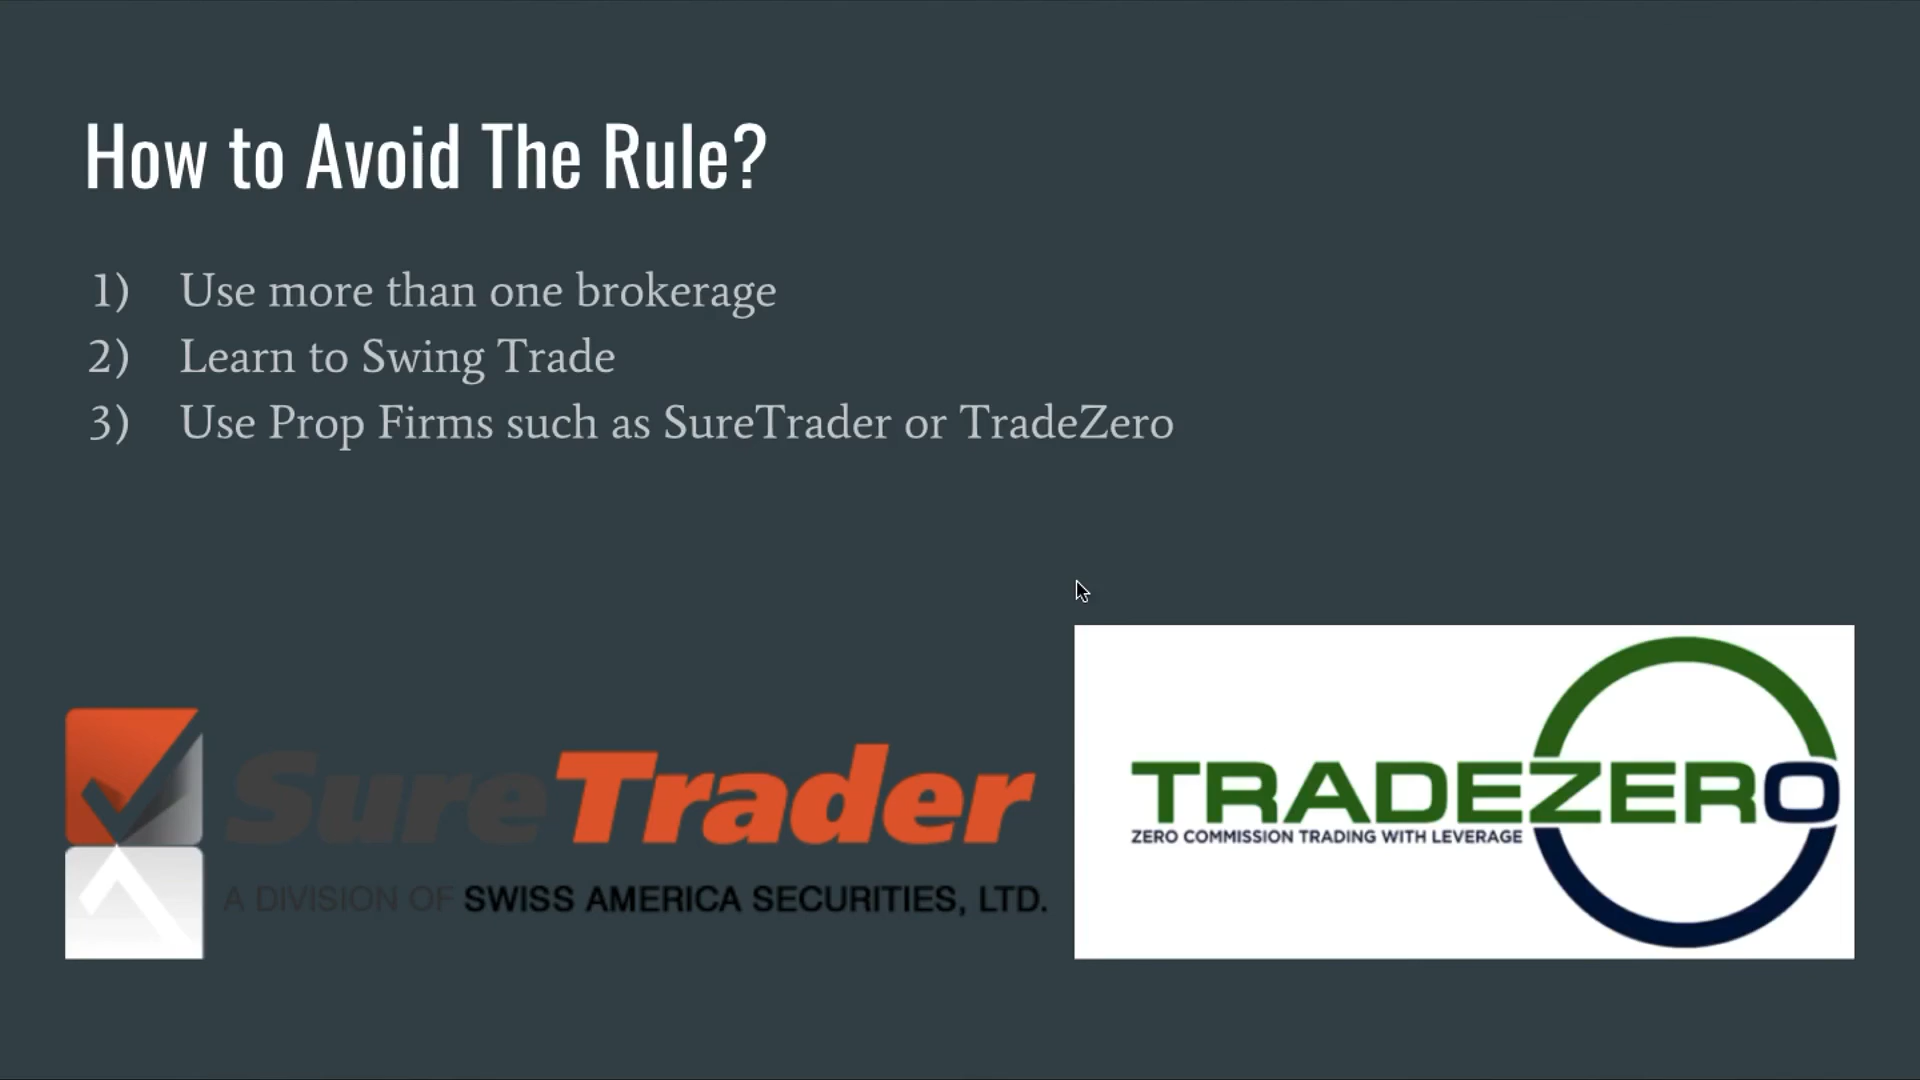 How to Avoid The Rule?
1) Use more than one brokerage
2) Learn to Swing Trade
3) Use Prop Firms such as SureTrader or TradeZero
SureTrader
A DIVISION OF SWISS AMERICA SECURITIES, LTD.
TRADEZERO
ZERO COMMISSION TRADING WITH LEVERAGE